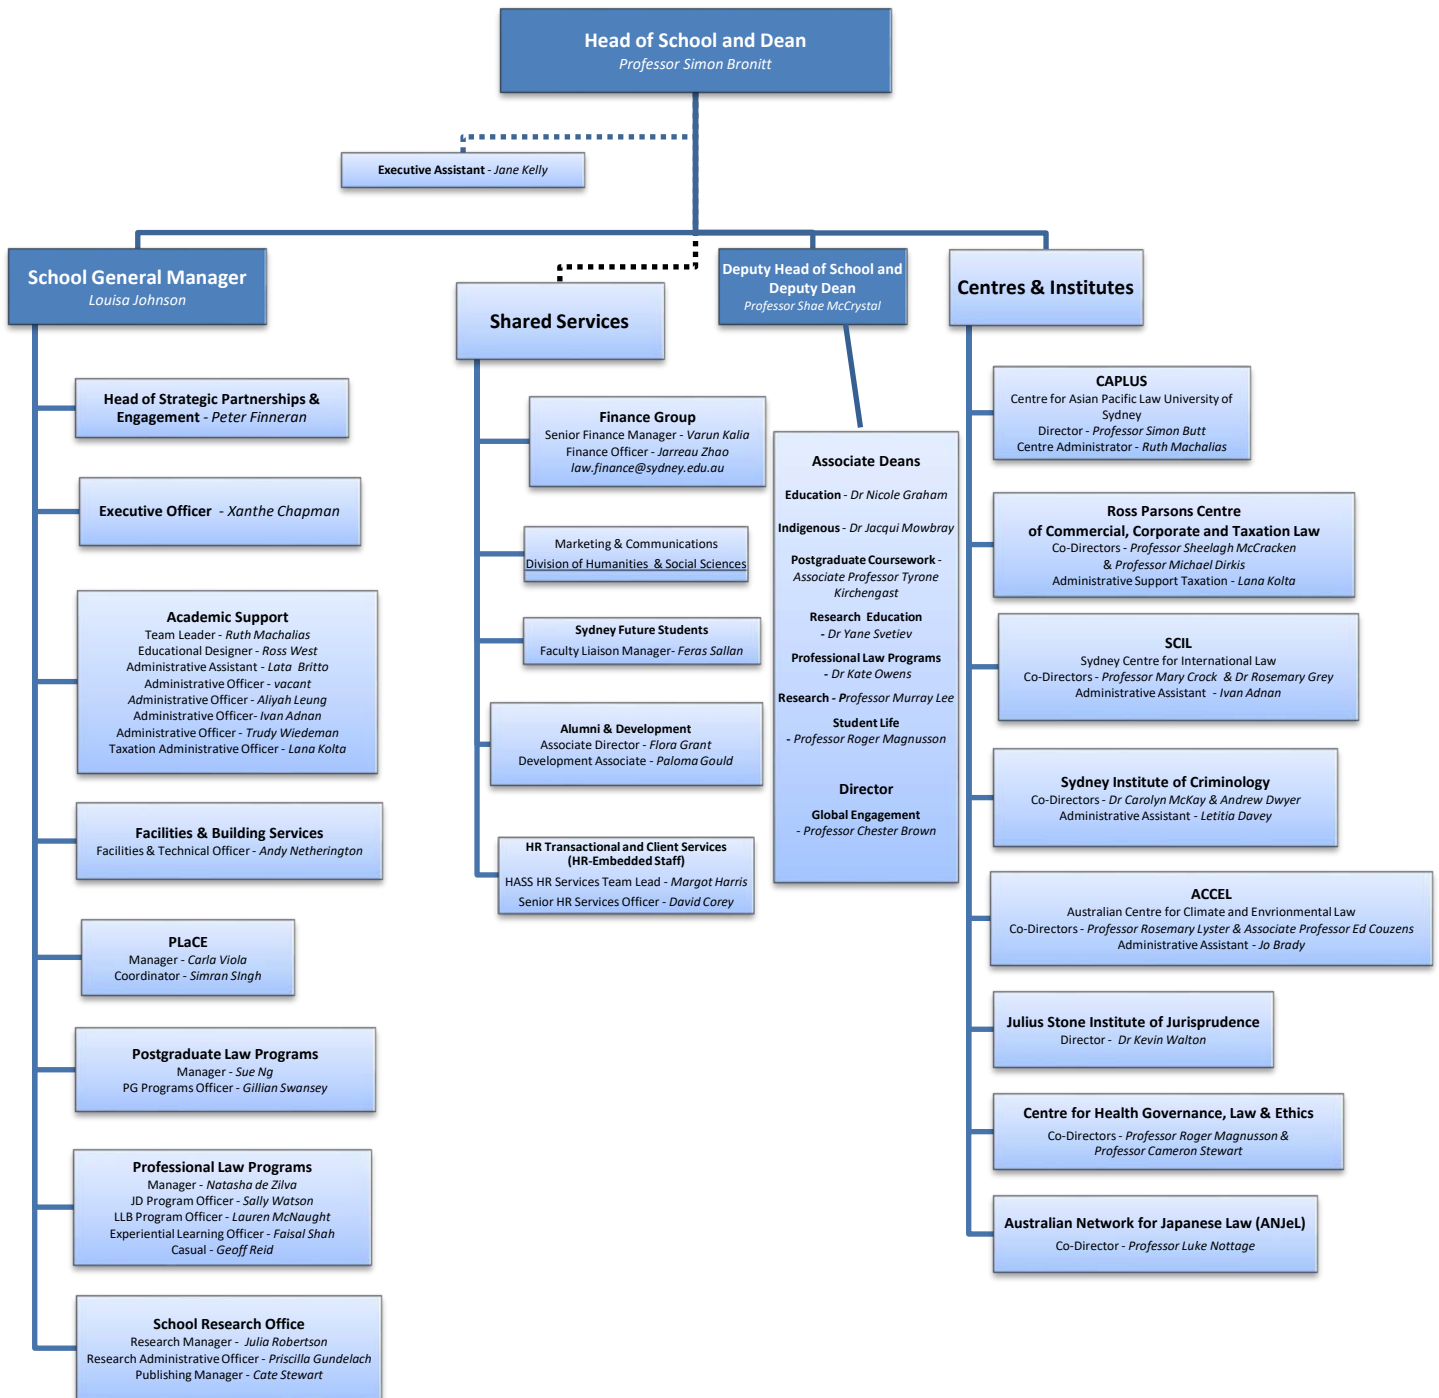 Head of School and Dean
Professor Simon Bronitt
Executive Assistant - Jane Kelly
School General Manager
Louisa Johnson
Head of Strategic Partnerships &
Engagement - Peter Finneran
Executive Officer - Xanthe Chapman
Academic Support
Team Leader - Ruth Machalias
Educational Designer - Ross West
Administrative Assistant - Lata Britto
Administrative Officer - vacant
Administrative Officer - Aliyah Leung
Administrative Officer- Ivan Adnan
Administrative Officer - Trudy Wiedeman
Taxation Administrative Officer - Lana Kolta
Facilities & Building Services
Facilities & Technical Officer - Andy Netherington
PLaCE
Manager - Carla Viola
Coordinator - Simran SIngh
Postgraduate Law Programs
Manager - Sue Ng
PG Programs Officer - Gillian Swansey
Professional Law Programs
Manager - Natasha de Zilva
JD Program Officer - Sally Watson
LLB Program Officer - Lauren McNaught
Experiential Learning Officer - Faisal Shah
Casual - Geoff Reid
School Research Office
Research Manager - Julia Robertson
Research Administrative Officer - Priscilla Gundelach
Publishing Manager - Cate Stewart
Shared Services
Finance Group
Senior Finance Manager - Varun Kalia
Finance Officer - Jarreau Zhao
law.finance@sydney.edu.au
Marketing & Communications
Division of Humanities & Social Sciences
Sydney Future Students
Faculty Liaison Manager- Feras Sallan
Alumni & Development
Associate Director - Flora Grant
Development Associate - Paloma Gould
HR Transactional and Client Services
(HR-Embedded Staff)
HASS HR Services Team Lead - Margot Harris
Senior HR Services Officer - David Corey
Deputy Head of School and
Deputy Dean
Professor Shae McCrystal
Associate Deans
Education - Dr Nicole Graham
Indigenous - Dr Jacqui Mowbray
Postgraduate Coursework -
Associate Professor Tyrone
Kirchengast
Research Education
- Dr Yane Svetiev
Professional Law Programs
- Dr Kate Owens
Research - Professor Murray Lee
Student Life
- Professor Roger Magnusson
Director
Global Engagement
- Professor Chester Brown
Centres & Institutes
CAPLUS
Centre for Asian Pacific Law University of
Sydney
Director - Professor Simon Butt
Centre Administrator - Ruth Machalias
Ross Parsons Centre
of Commercial, Corporate and Taxation Law
Co-Directors - Professor Sheelagh McCracken
& Professor Michael Dirkis
Administrative Support Taxation - Lana Kolta
SCIL
Sydney Centre for International Law
Co-Directors - Professor Mary Crock & Dr Rosemary Grey
Administrative Assistant - Ivan Adnan
Sydney Institute of Criminology
Co-Directors - Dr Carolyn McKay & Andrew Dwyer
Administrative Assistant - Letitia Davey
ACCEL
Australian Centre for Climate and Envrionmental Law
Co-Directors - Professor Rosemary Lyster & Associate Professor Ed Couzens
Administrative Assistant - Jo Brady
Julius Stone Institute of Jurisprudence
Director - Dr Kevin Walton
Centre for Health Governance, Law & Ethics
Co-Directors - Professor Roger Magnusson &
Professor Cameron Stewart
Australian Network for Japanese Law (ANJeL)
Co-Director - Professor Luke Nottage